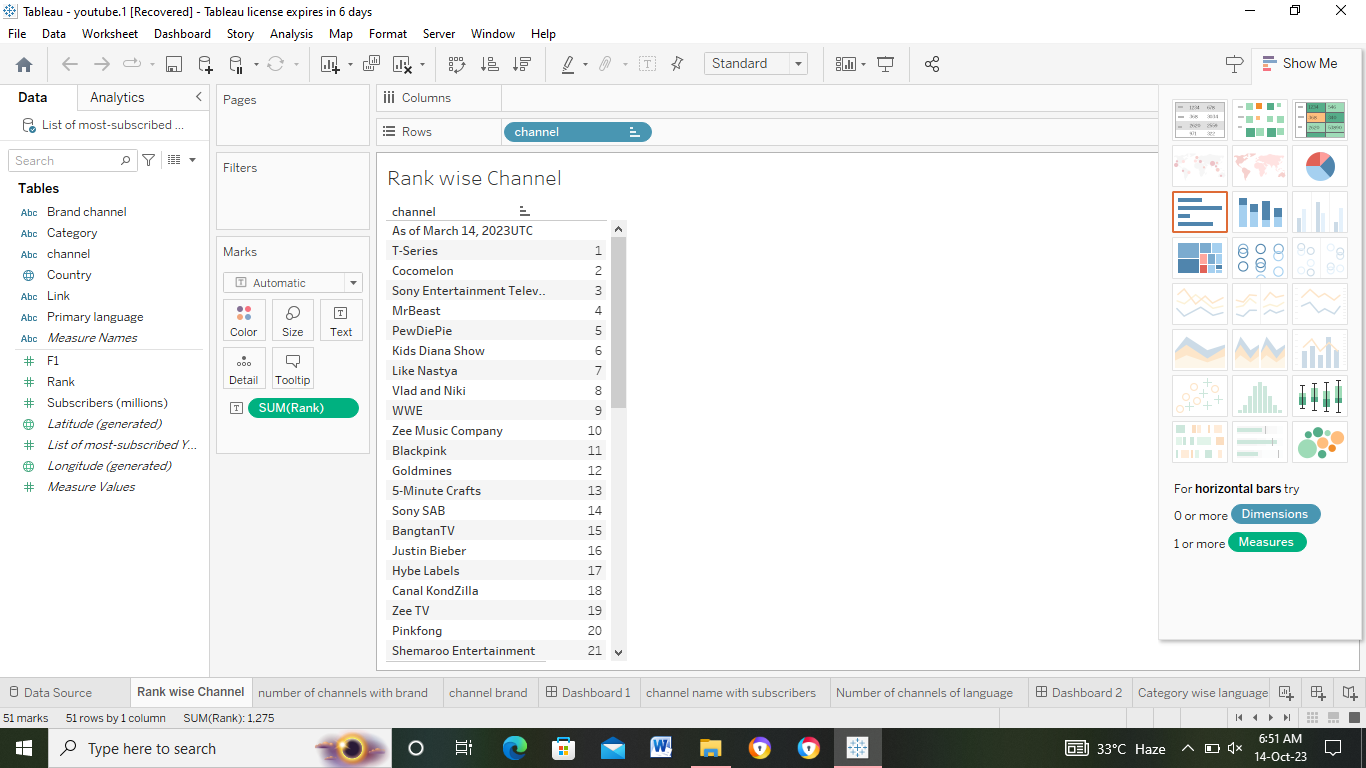 Tableau - youtube.1 [Recovered] - Tableau license expires in 6 days
File Data Worksheet Dashboard Story Analysis Map Format Server Window Help
Standard
Show Me
Data Analytics
List of most-subscribed ...
Search
Tables
Abc Brand channel
Abc Category
Abc channel
Country
Abc Link
Abc Primary language
Abc Measure Names
F1
Rank
Subscribers (millions)
Latitude (generated)
List of most-subscribed Y...
Longitude (generated)
Measure Values
Pages
Filters
Marks
Automatic
Color Size Text
Detail Tooltip
SUM(Rank)
Columns
Rows channel
Rank wise Channel
channel
As of March 14, 2023UTC
T-Series 1
Cocomelon 2
Sony Entertainment Telev.. 3
MrBeast 4
PewDiePie 5
Kids Diana Show 6
Like Nastya 7
Vlad and Niki 8
WWE 9
Zee Music Company 10
Blackpink 11
Goldmines 12
5-Minute Crafts 13
Sony SAB 14
BangtanTV 15
Justin Bieber 16
Hybe Labels 17
Canal KondZilla 18
Zee TV 19
Pinkfong 20
Shemaroo Entertainment 21
For horizontal bars try
0 or more Dimensions
1 or more Measures
Data Source Rank wise Channel number of channels with brand channel brand Dashboard 1 channel name with subscribers Number of channels of language Dashboard 2 Category wise language
51 marks 51 rows by 1 column SUM(Rank): 1,275
Type here to search
33°C Haze
6:51 AM
14-Oct-23